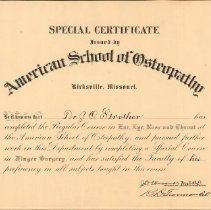 SPECIAL CERTIFICATE
Issued by
American School of Osteopathy
Kirksville, Missouri.
Be it known that Dr. J. O. Strother has
completed the Regular Course in Ear, Eye, Nose and Throat at
the American School of Osteopathy, and pursued further
work in this Department by completing a Special Course
in Finger Surgery and has satisfied the Faculty of his
proficiency in all subjects taught in this course